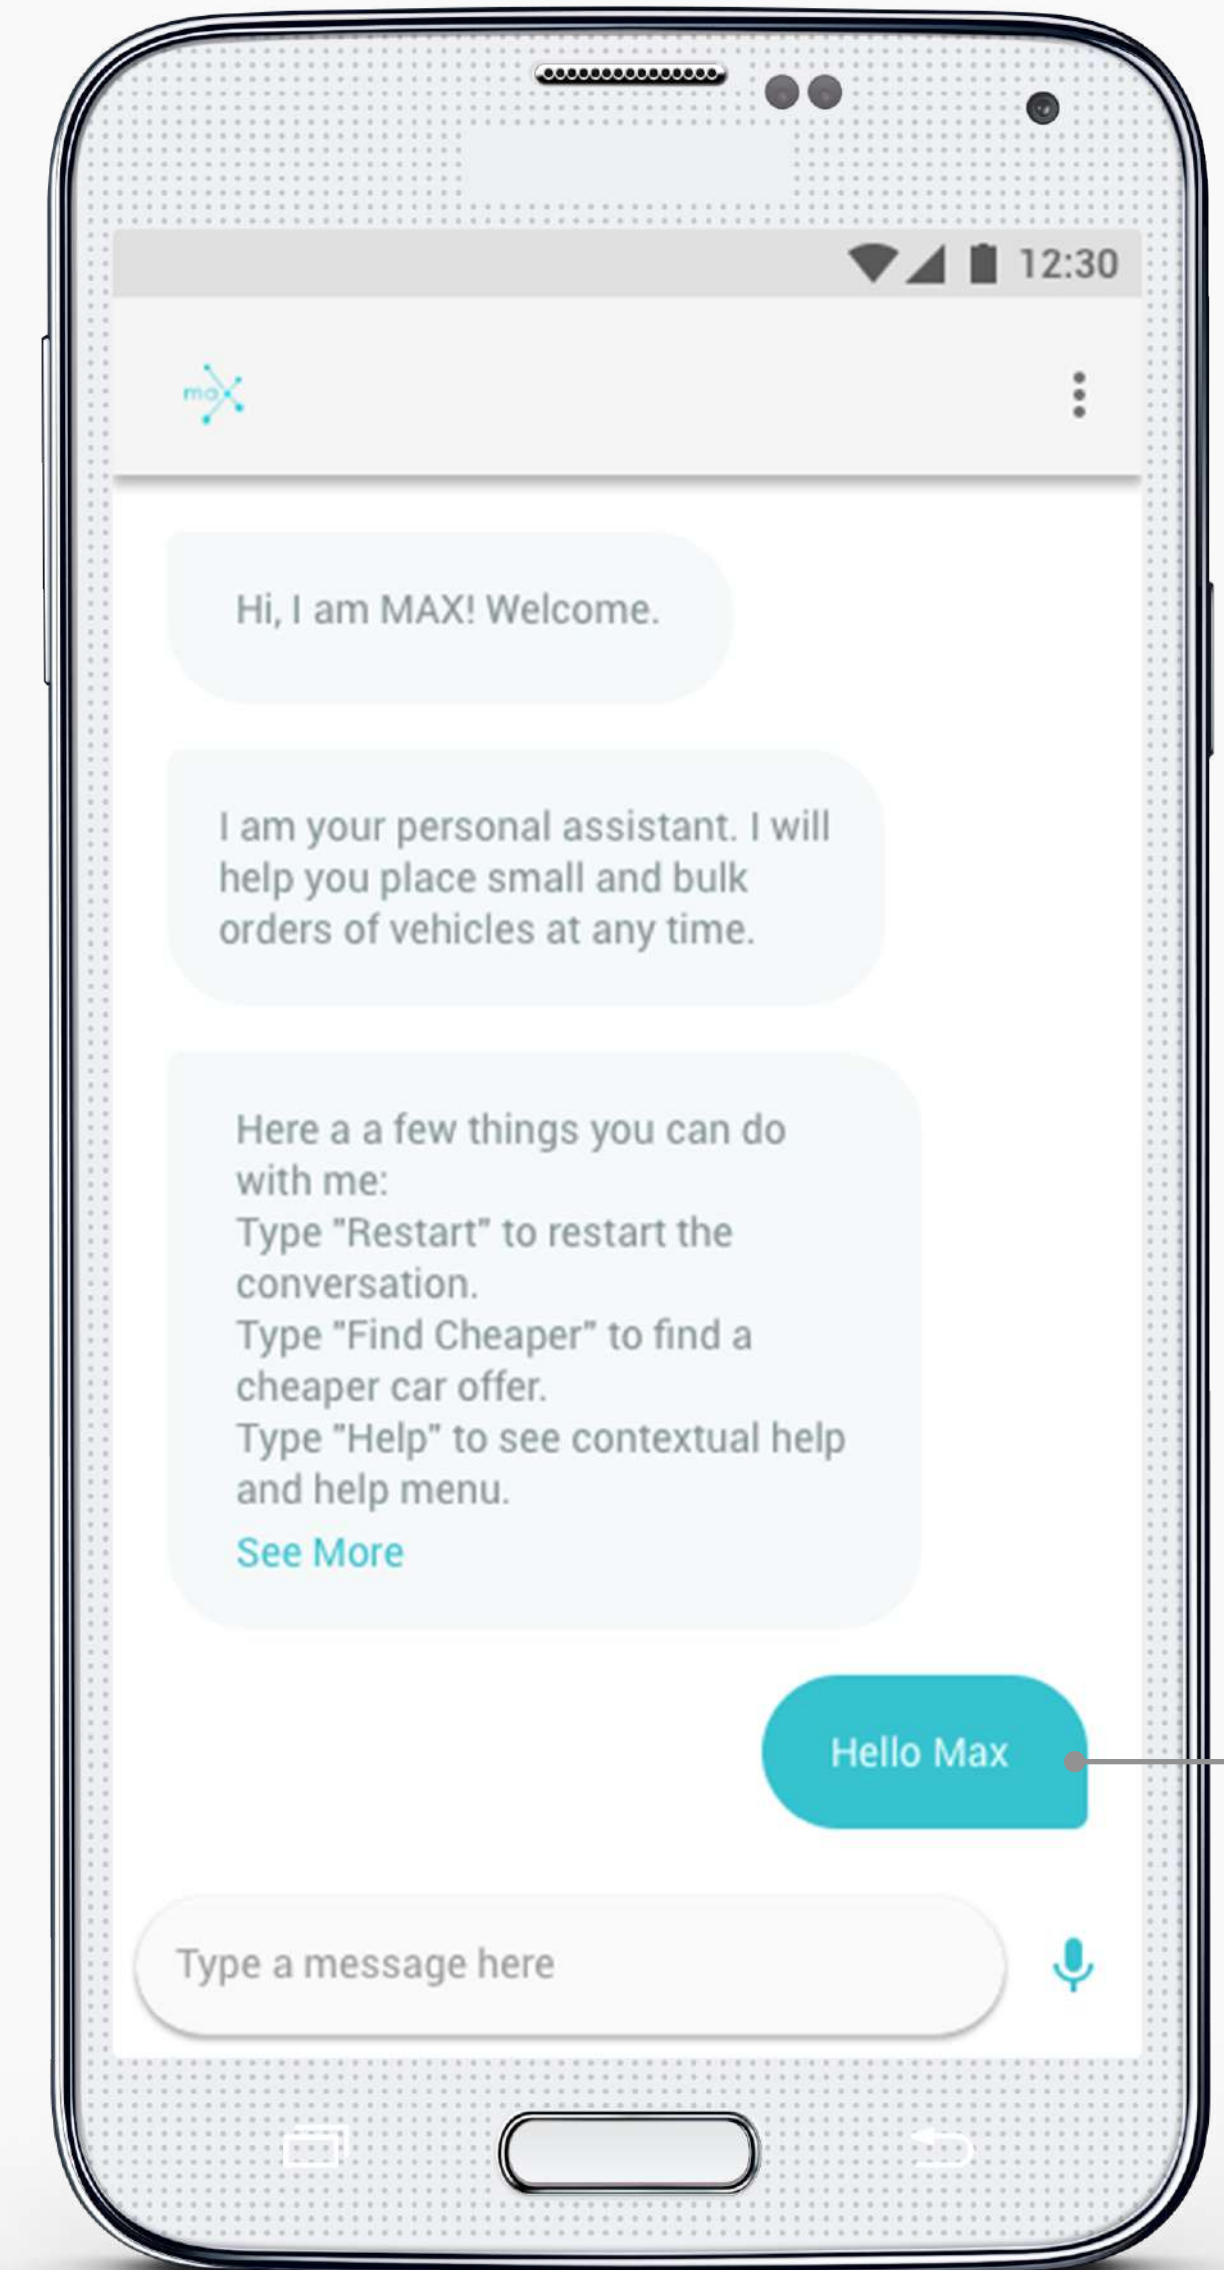 12:30
max
Hi, I am MAX! Welcome.
I am your personal assistant. I will
help you place small and bulk
orders of vehicles at any time.
Here a a few things you can do
with me:
Type "Restart" to restart the
conversation.
Type "Find Cheaper" to find a
cheaper car offer.
Type "Help" to see contextual help
and help menu.
See More
Hello Max
Type a message here